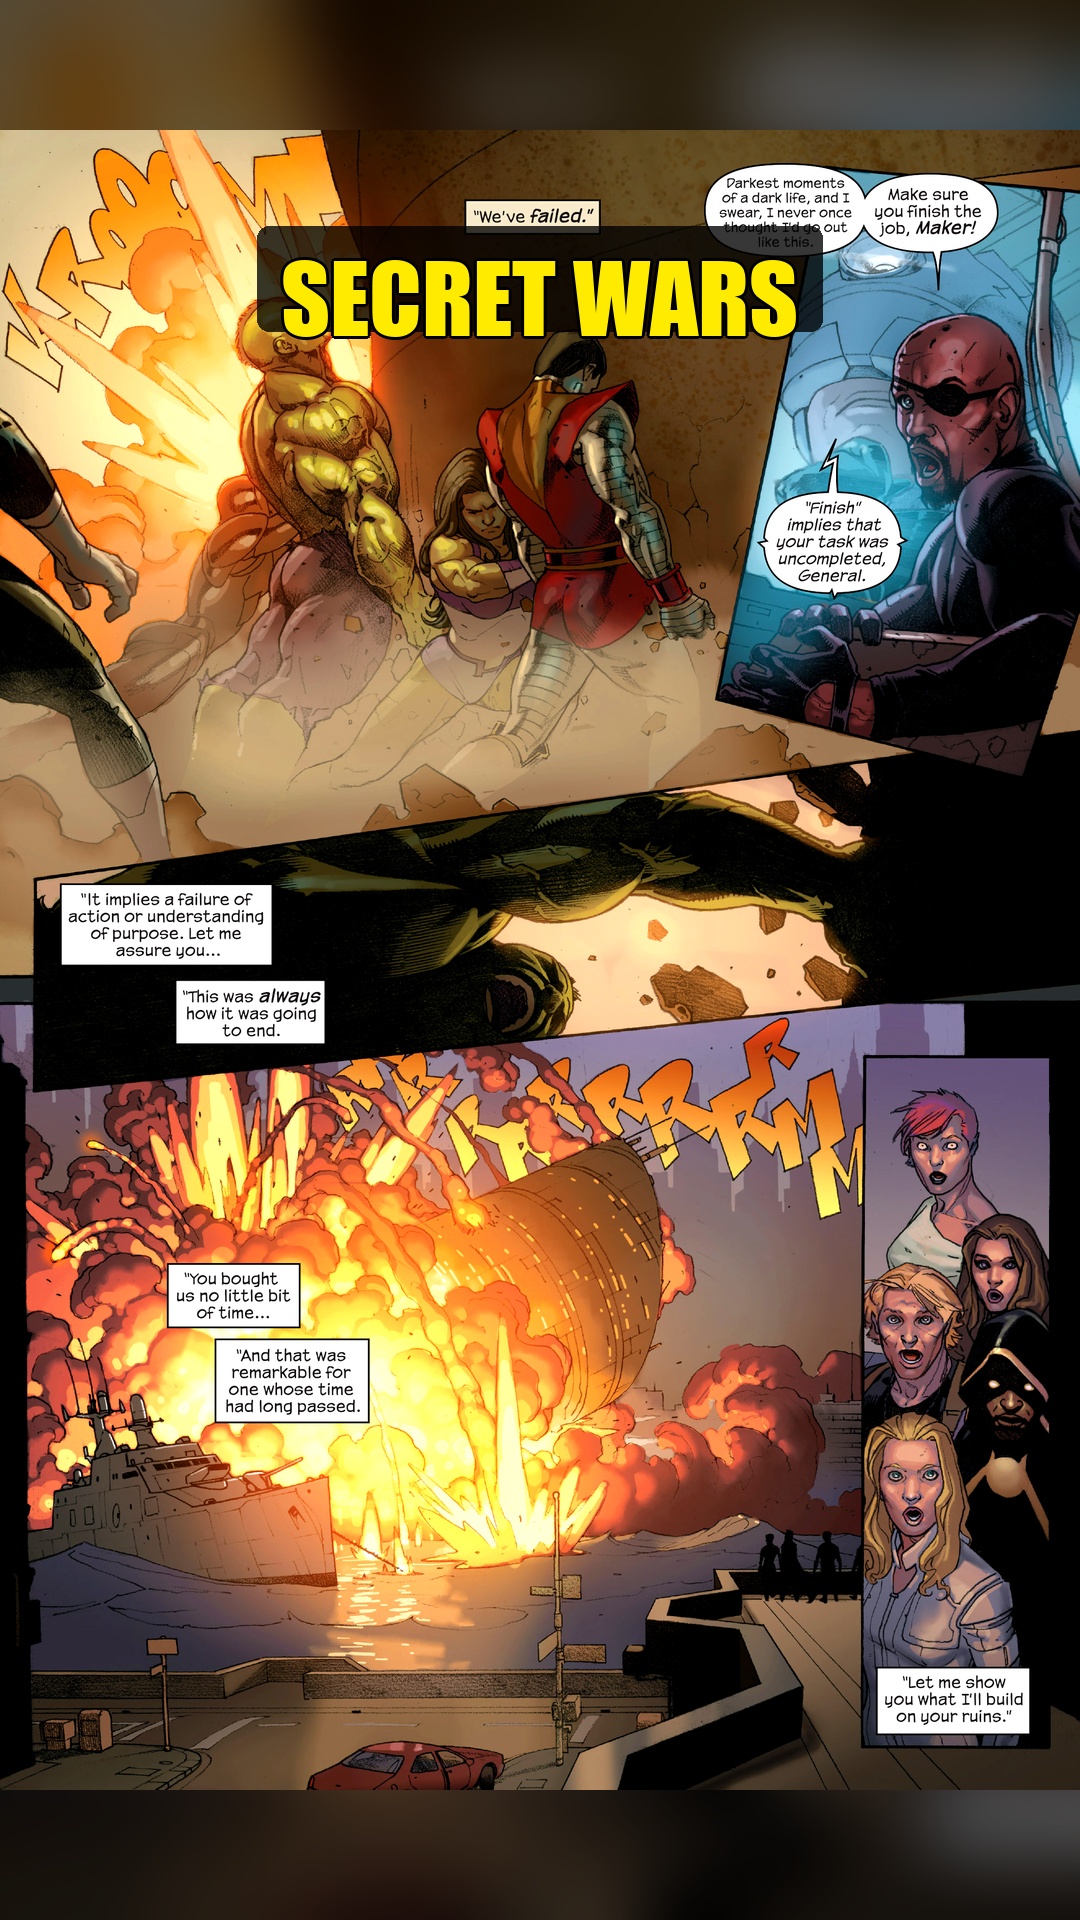 KABOOM
"We've failed."
SECRET WARS
Darkest moments
of a dark life, and I
swear, I never once
thought I'd go out
like this.
Make sure
you finish the
job, Maker!
"Finish"
implies that
your task was
uncompleted,
General.
"It implies a failure of
action or understanding
of purpose. Let me
assure you...
"This was always
how it was going
to end.
"You bought
us no little bit
of time...
"And that was
remarkable for
one whose time
had long passed.
"Let me show
you what I'll build
on your ruins."